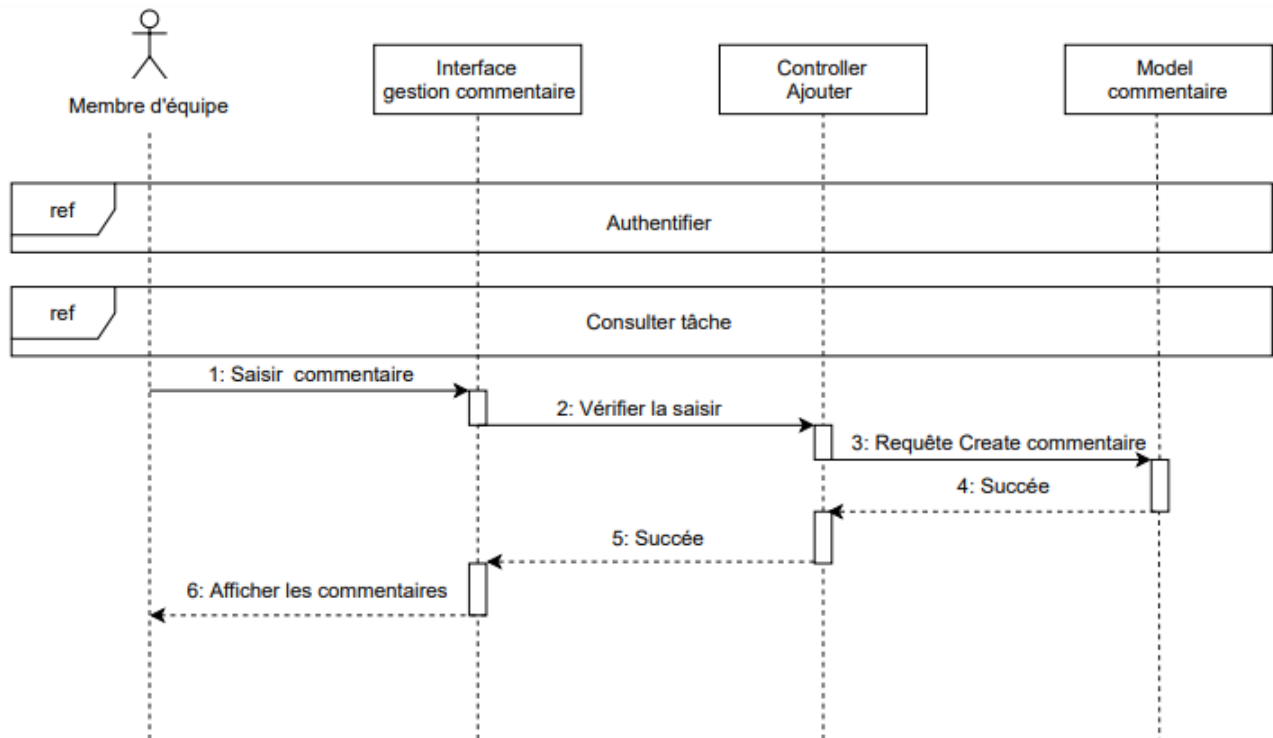 Membre d'équipe
Interface
gestion commentaire
Controller
Ajouter
Model
commentaire
ref
Authentifier
ref
Consulter tâche
1: Saisir commentaire
2: Vérifier la saisir
3: Requête Create commentaire
4: Succée
5: Succée
6: Afficher les commentaires